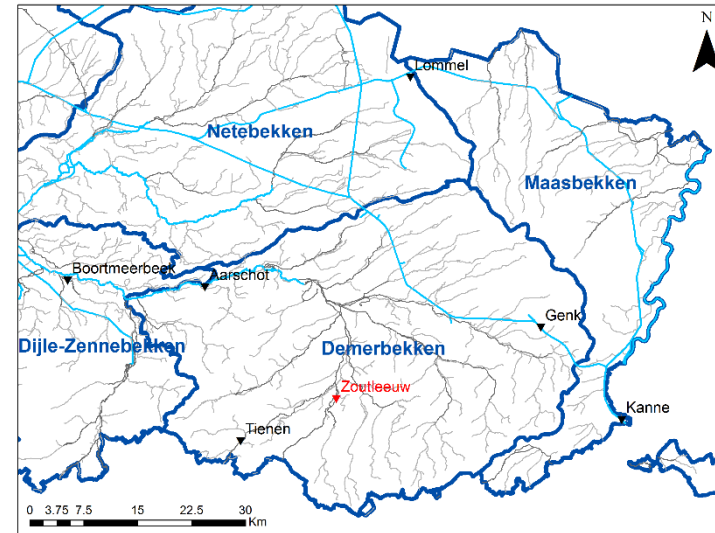 N
Lommel
Netebekken
Maasbekken
Boortmeerbeek
Aarschot
Genk
Dijle-Zennebekken
Demerbekken
Zoutleeuw
Kanne
Tienen
0 3.75 7.5 15 22.5 30
Km